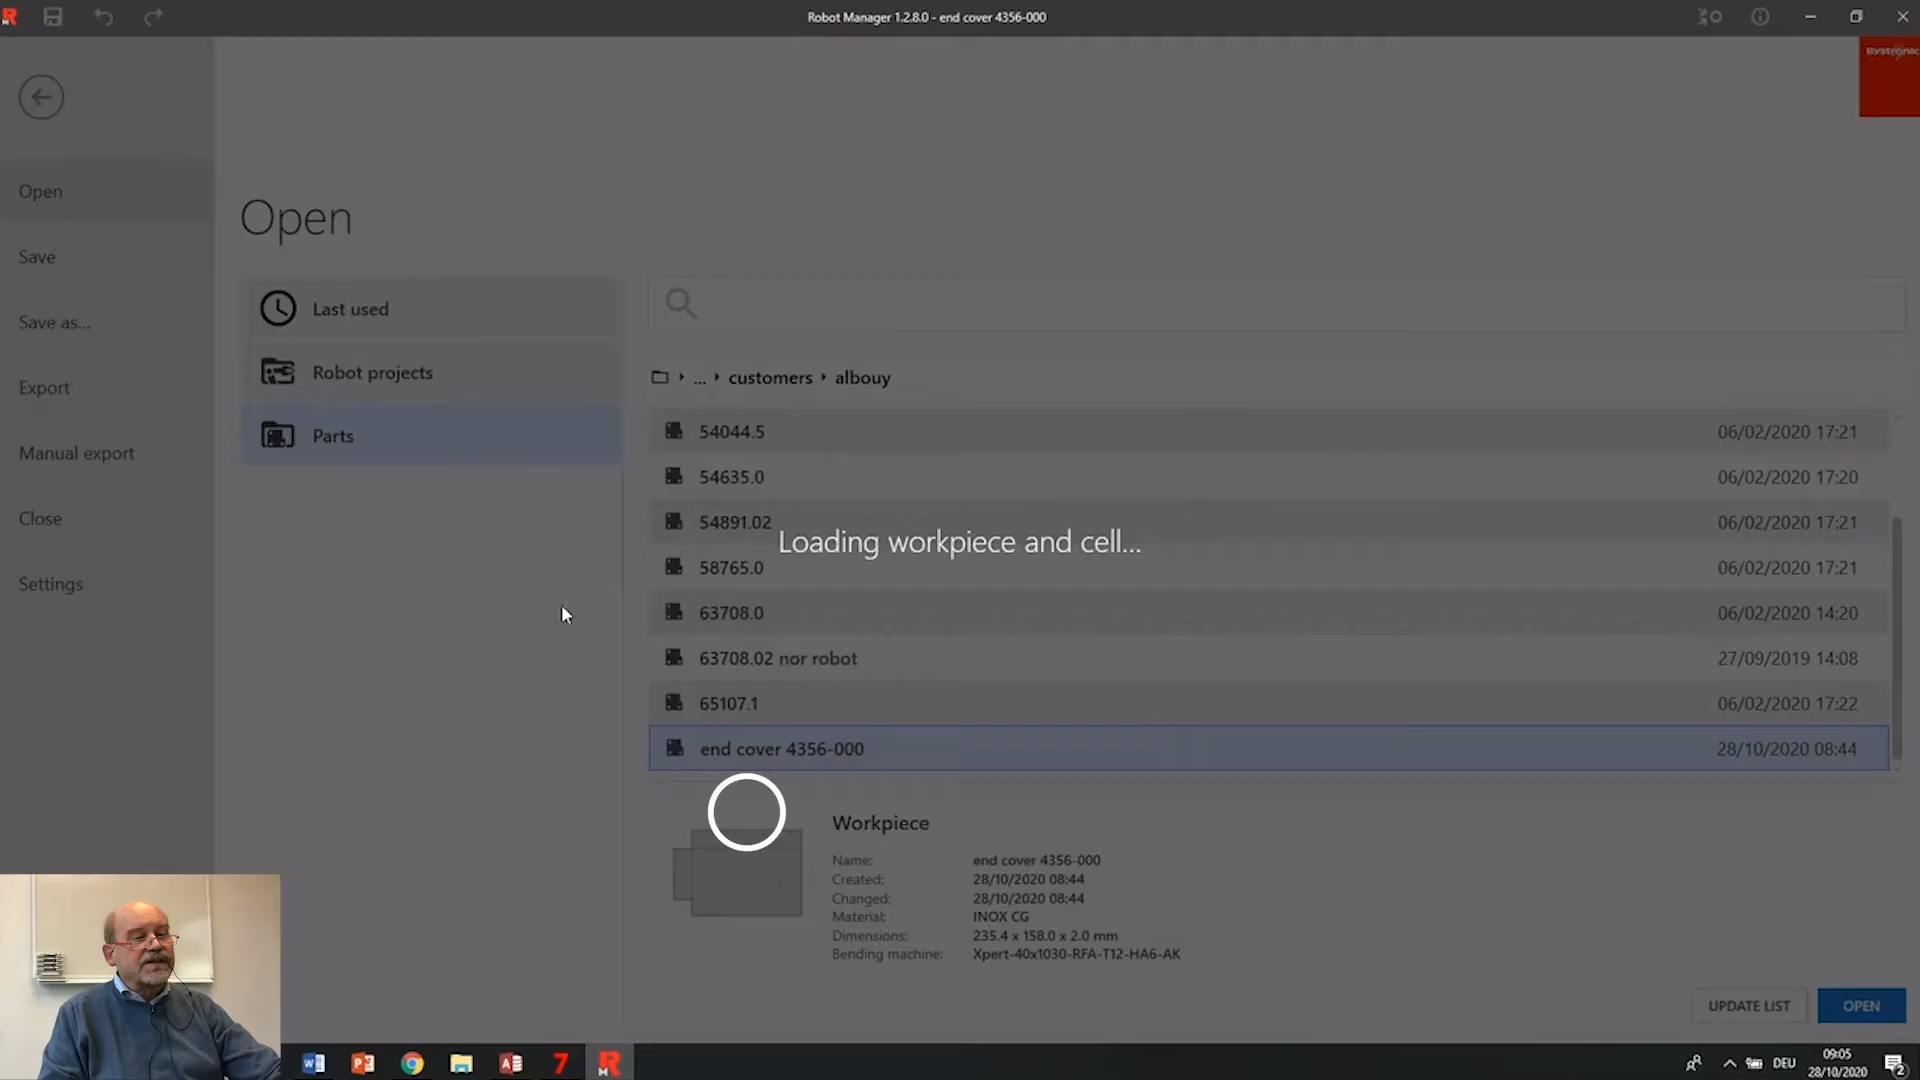 Robot Manager 1.2.8.0 - end cover 4356-000
Bystronic
Open
Save
Save as...
Export
Manual export
Close
Settings
Open
Last used
Robot projects
Parts
... customers albouy
54044.5 06/02/2020 17:21
54635.0 06/02/2020 17:20
54891.02 06/02/2020 17:21
Loading workpiece and cell...
58765.0 06/02/2020 17:21
63708.0 06/02/2020 14:20
63708.02 nor robot 27/09/2019 14:08
65107.1 06/02/2020 17:22
end cover 4356-000 28/10/2020 08:44
Workpiece
Name: end cover 4356-000
Created: 28/10/2020 08:44
Changed: 28/10/2020 08:44
Material: INOX CG
Dimensions: 235.4 x 158.0 x 2.0 mm
Bending machine: Xpert-40x1030-RFA-T12-HA6-AK
UPDATE LIST
OPEN
DEU
09:05
28/10/2020
2